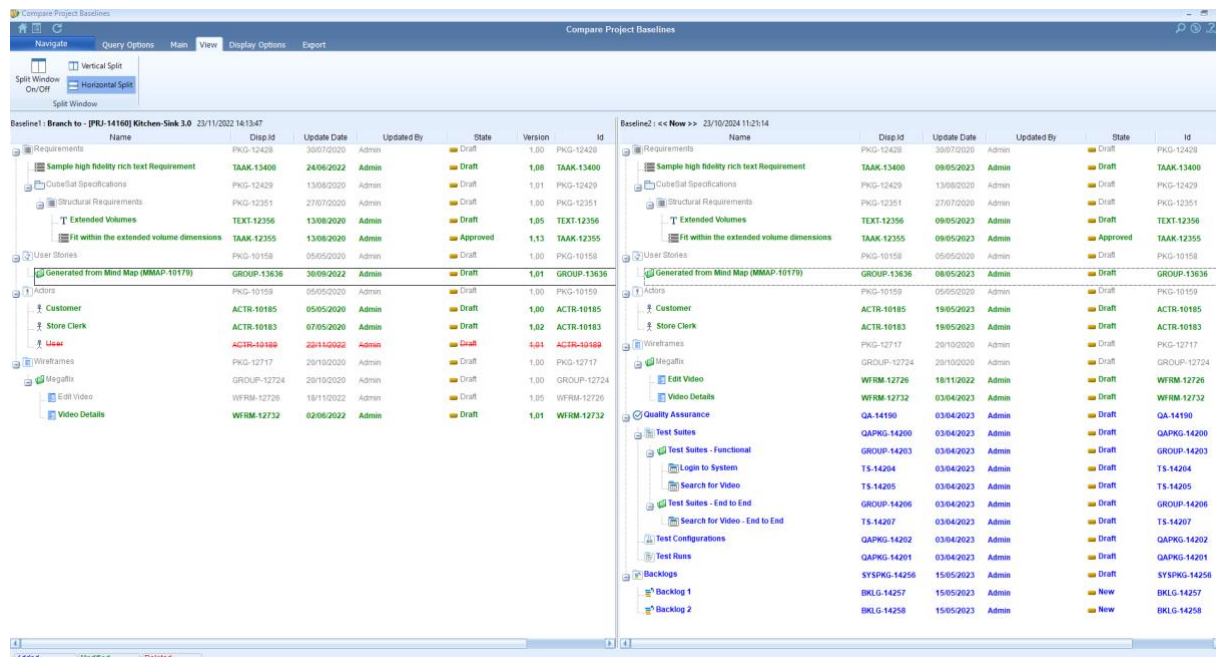 Compare Project Baselines
Compare Project Baselines
Navigate Query Options Main View Display Options Export
Split Window On/Off
Vertical Split
Horizontal Split
Split Window
Baseline1 : Branch to - [PRJ-14160] Kitchen-Sink 3.0 23/11/2022 14:13:47
Name Disp.Id Update Date Updated By State Version Id
Requirements PKG-12428 30/07/2020 Admin Draft 1,00 PKG-12428
Sample high fidelity rich text Requirement TAAK-13400 24/06/2022 Admin Draft 1,08 TAAK-13400
CubeSat Specifications PKG-12429 13/08/2020 Admin Draft 1,01 PKG-12429
Structural Requirements PKG-12351 27/07/2020 Admin Draft 1,00 PKG-12351
Extended Volumes TEXT-12356 13/08/2020 Admin Draft 1,05 TEXT-12356
Fit within the extended volume dimensions TAAK-12355 13/08/2020 Admin Approved 1,13 TAAK-12355
User Stories PKG-10158 05/05/2020 Admin Draft 1,00 PKG-10158
Generated from Mind Map (MMAP-10179) GROUP-13636 30/09/2022 Admin Draft 1,01 GROUP-13636
Actors PKG-10159 05/05/2020 Admin Draft 1,00 PKG-10159
Customer ACTR-10185 05/05/2020 Admin Draft 1,00 ACTR-10185
Store Clerk ACTR-10183 07/05/2020 Admin Draft 1,02 ACTR-10183
User ACTR-10189 22/11/2022 Admin Draft 1,01 ACTR-10189
Wireframes PKG-12717 20/10/2020 Admin Draft 1,00 PKG-12717
Megaflix GROUP-12724 20/10/2020 Admin Draft 1,00 GROUP-12724
Edit Video WFRM-12726 18/11/2022 Admin Draft 1,05 WFRM-12726
Video Details WFRM-12732 02/06/2022 Admin Draft 1,01 WFRM-12732
Baseline2 : << Now >> 23/10/2024 11:21:14
Name Disp.Id Update Date Updated By State Id
Requirements PKG-12428 30/07/2020 Admin Draft PKG-12428
Sample high fidelity rich text Requirement TAAK-13400 09/05/2023 Admin Draft TAAK-13400
CubeSat Specifications PKG-12429 13/08/2020 Admin Draft PKG-12429
Structural Requirements PKG-12351 27/07/2020 Admin Draft PKG-12351
Extended Volumes TEXT-12356 09/05/2023 Admin Draft TEXT-12356
Fit within the extended volume dimensions TAAK-12355 09/05/2023 Admin Approved TAAK-12355
User Stories PKG-10158 05/05/2020 Admin Draft PKG-10158
Generated from Mind Map (MMAP-10179) GROUP-13636 08/05/2023 Admin Draft GROUP-13636
Actors PKG-10159 05/05/2020 Admin Draft PKG-10159
Customer ACTR-10185 19/05/2023 Admin Draft ACTR-10185
Store Clerk ACTR-10183 19/05/2023 Admin Draft ACTR-10183
Wireframes PKG-12717 20/10/2020 Admin Draft PKG-12717
Megaflix GROUP-12724 20/10/2020 Admin Draft GROUP-12724
Edit Video WFRM-12726 18/11/2022 Admin Draft WFRM-12726
Video Details WFRM-12732 03/04/2023 Admin Draft WFRM-12732
Quality Assurance QA-14190 03/04/2023 Admin Draft QA-14190
Test Suites QAPKG-14200 03/04/2023 Admin Draft QAPKG-14200
Test Suites - Functional GROUP-14203 03/04/2023 Admin Draft GROUP-14203
Login to System TS-14204 03/04/2023 Admin Draft TS-14204
Search for Video TS-14205 03/04/2023 Admin Draft TS-14205
Test Suites - End to End GROUP-14206 03/04/2023 Admin Draft GROUP-14206
Search for Video - End to End TS-14207 03/04/2023 Admin Draft TS-14207
Test Configurations QAPKG-14202 03/04/2023 Admin Draft QAPKG-14202
Test Runs QAPKG-14201 03/04/2023 Admin Draft QAPKG-14201
Backlogs SYSPKG-14256 15/05/2023 Admin Draft SYSPKG-14256
Backlog 1 BKLG-14257 15/05/2023 Admin New BKLG-14257
Backlog 2 BKLG-14258 15/05/2023 Admin New BKLG-14258
Added Modified Deleted